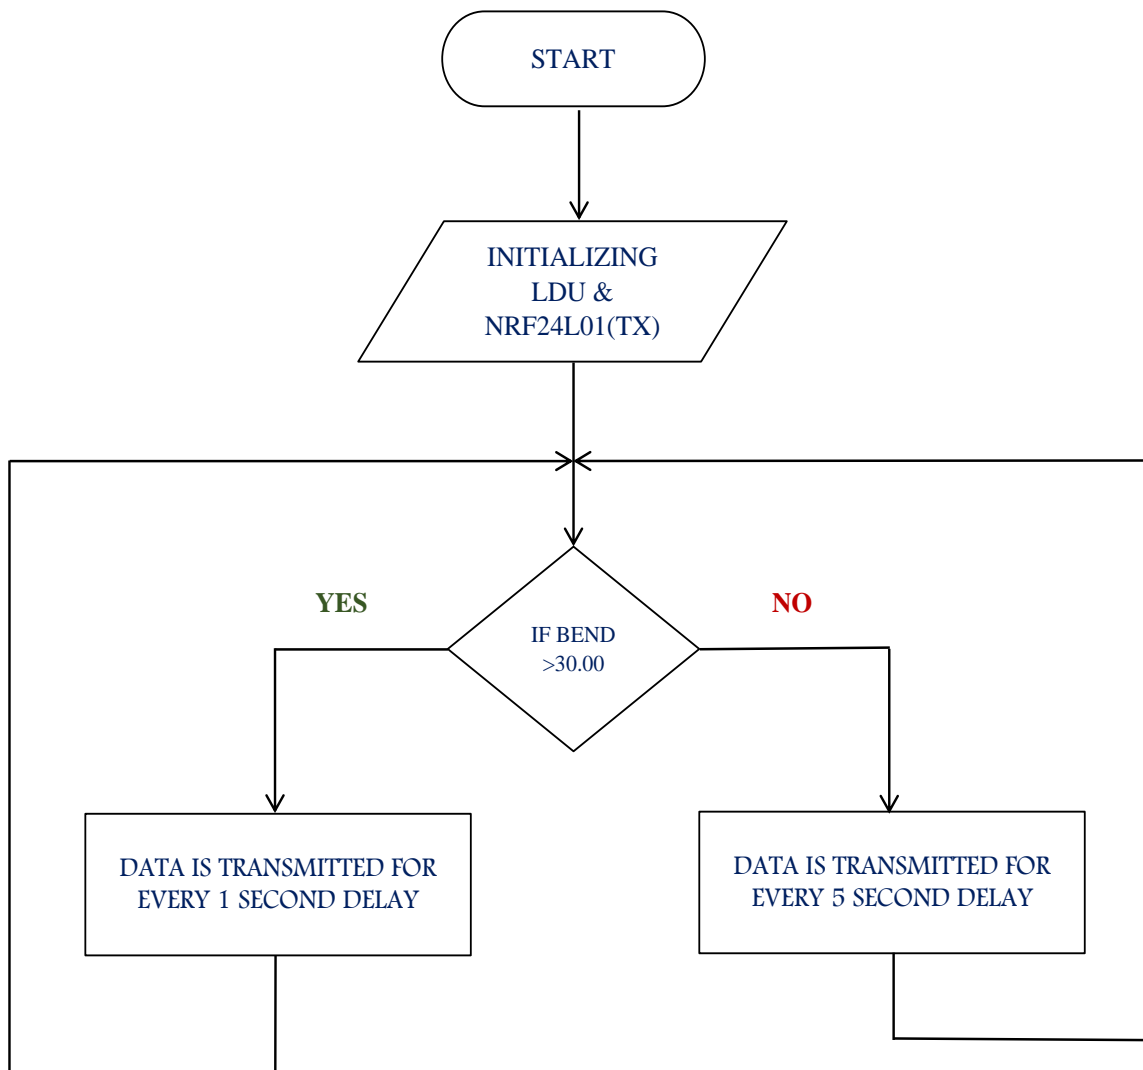 START
INITIALIZING
LDU &
NRF24L01(TX)
YES
NO
IF BEND
>30.00
DATA IS TRANSMITTED FOR
EVERY 1 SECOND DELAY
DATA IS TRANSMITTED FOR
EVERY 5 SECOND DELAY